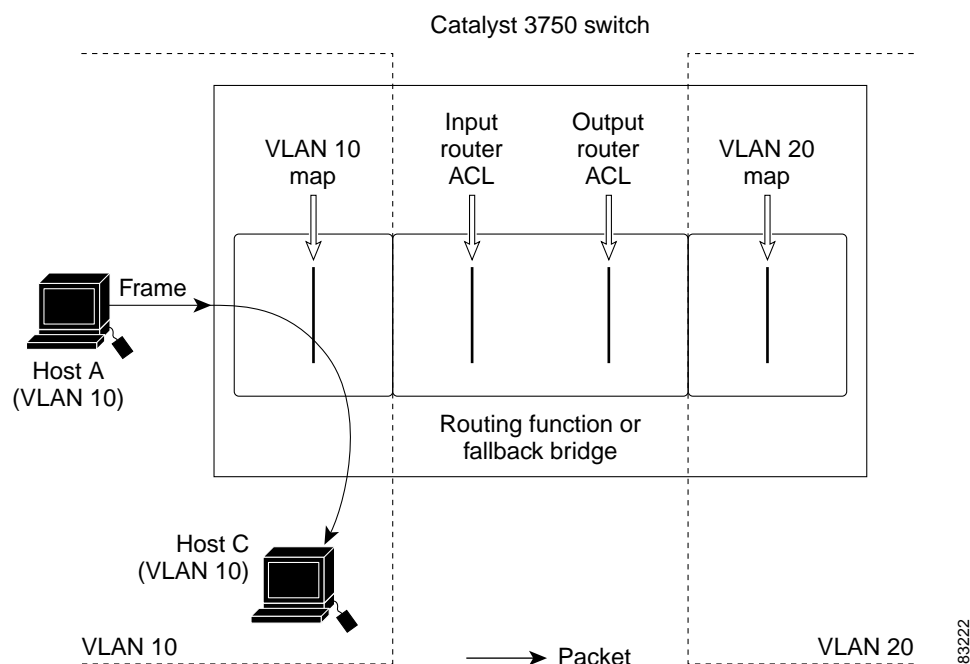 Catalyst 3750 switch
VLAN 10
map
Input
router
ACL
Output
router
ACL
VLAN 20
map
Frame
Host A
(VLAN 10)
Routing function or
fallback bridge
Host C
(VLAN 10)
VLAN 10
Packet
VLAN 20
83222